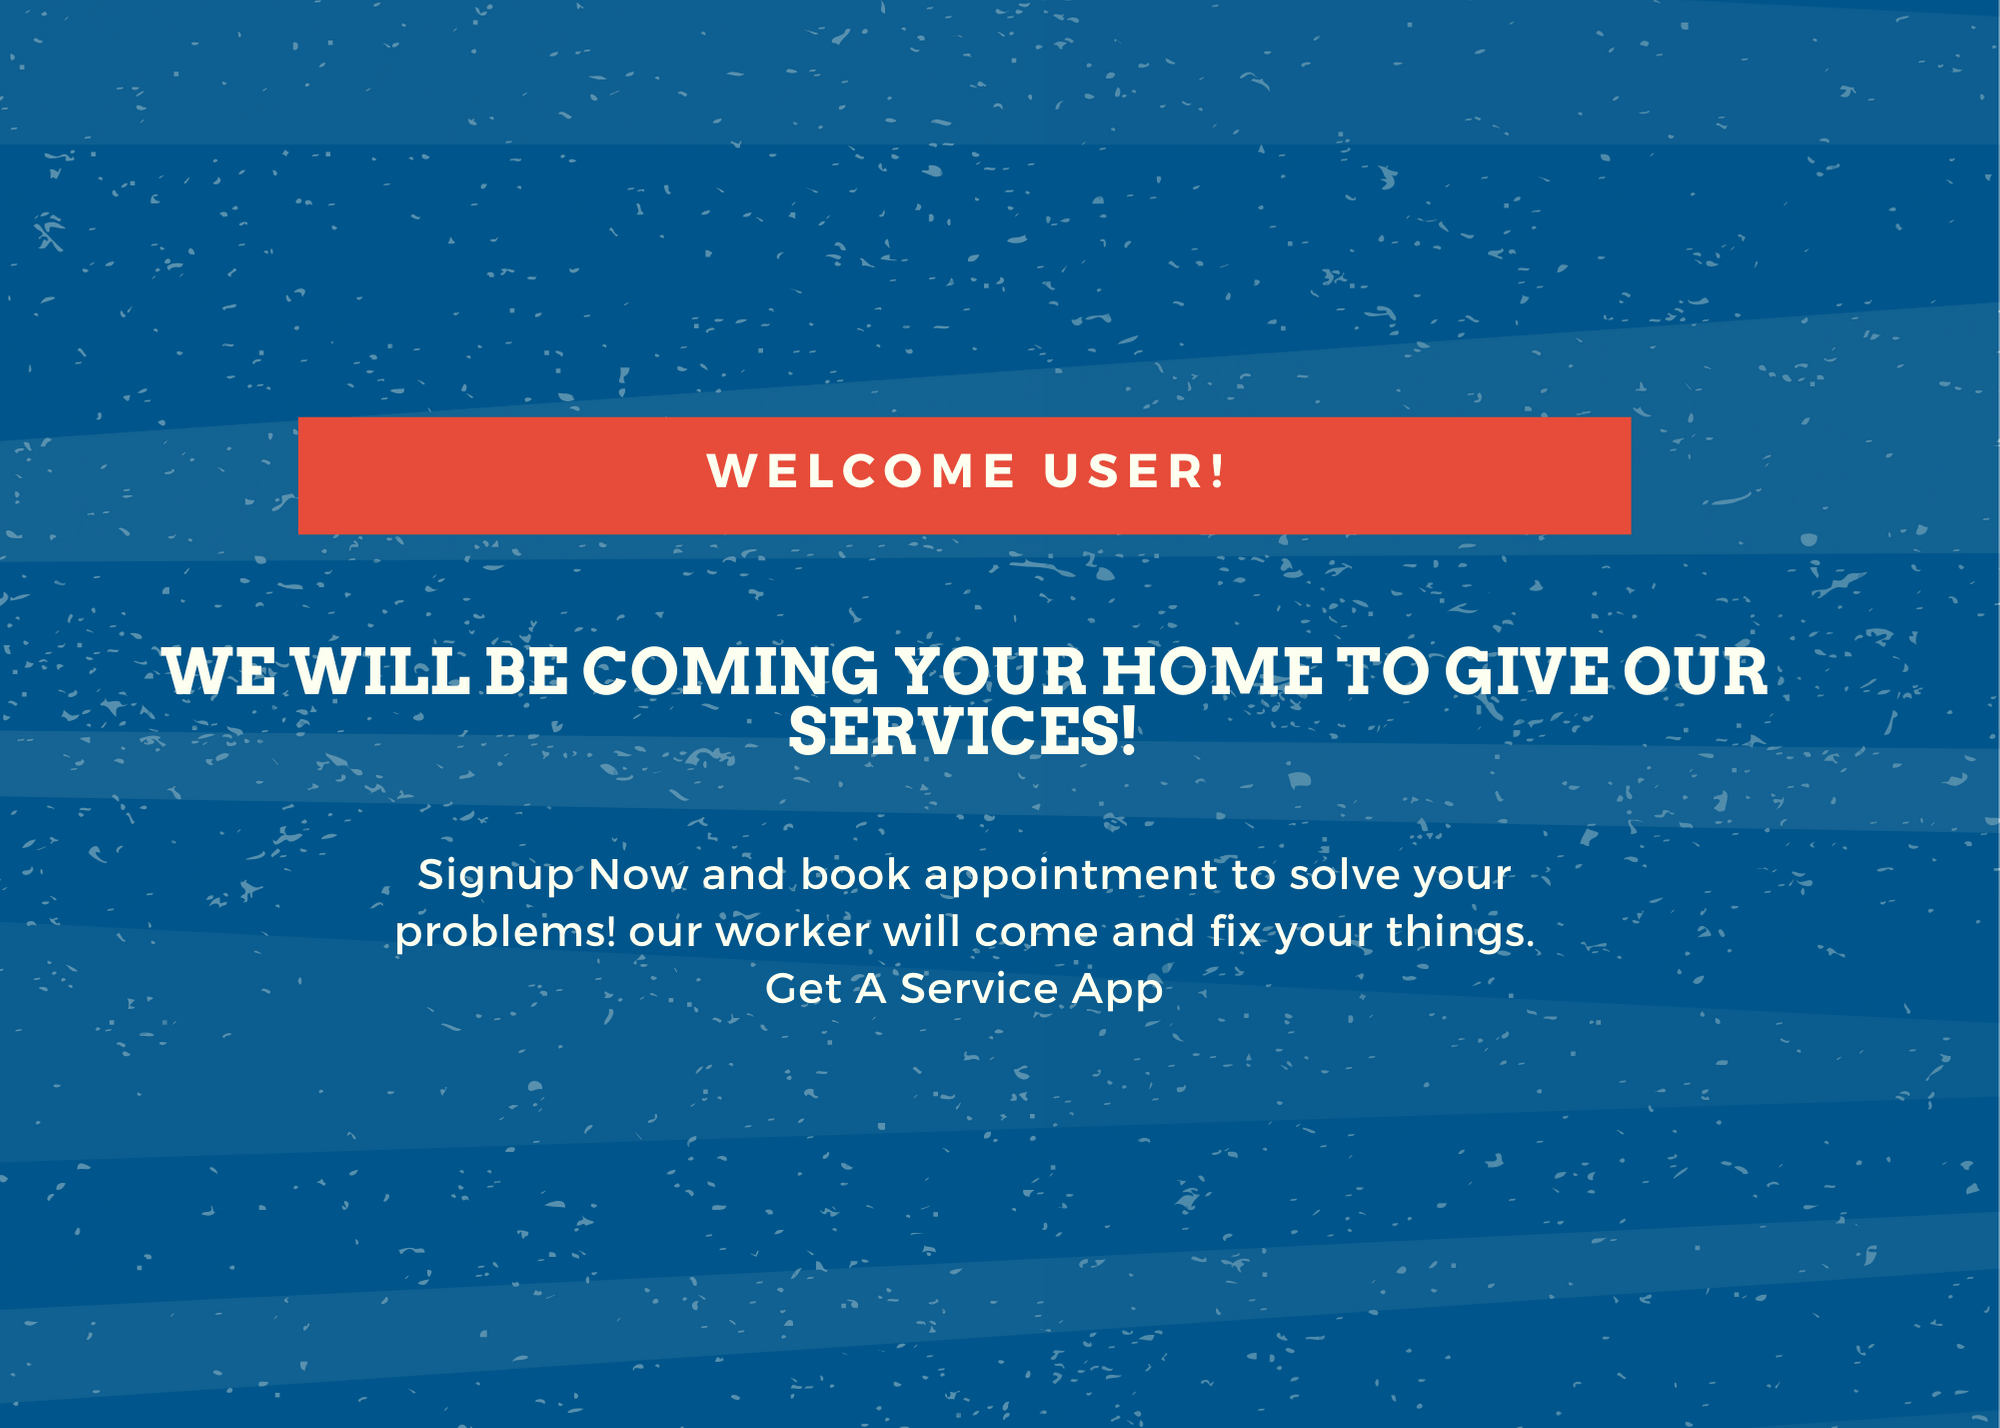 WELCOME USER!
WE WILL BE COMING YOUR HOME TO GIVE OUR
SERVICES!
Signup Now and book appointment to solve your
problems! our worker will come and fix your things.
Get A Service App